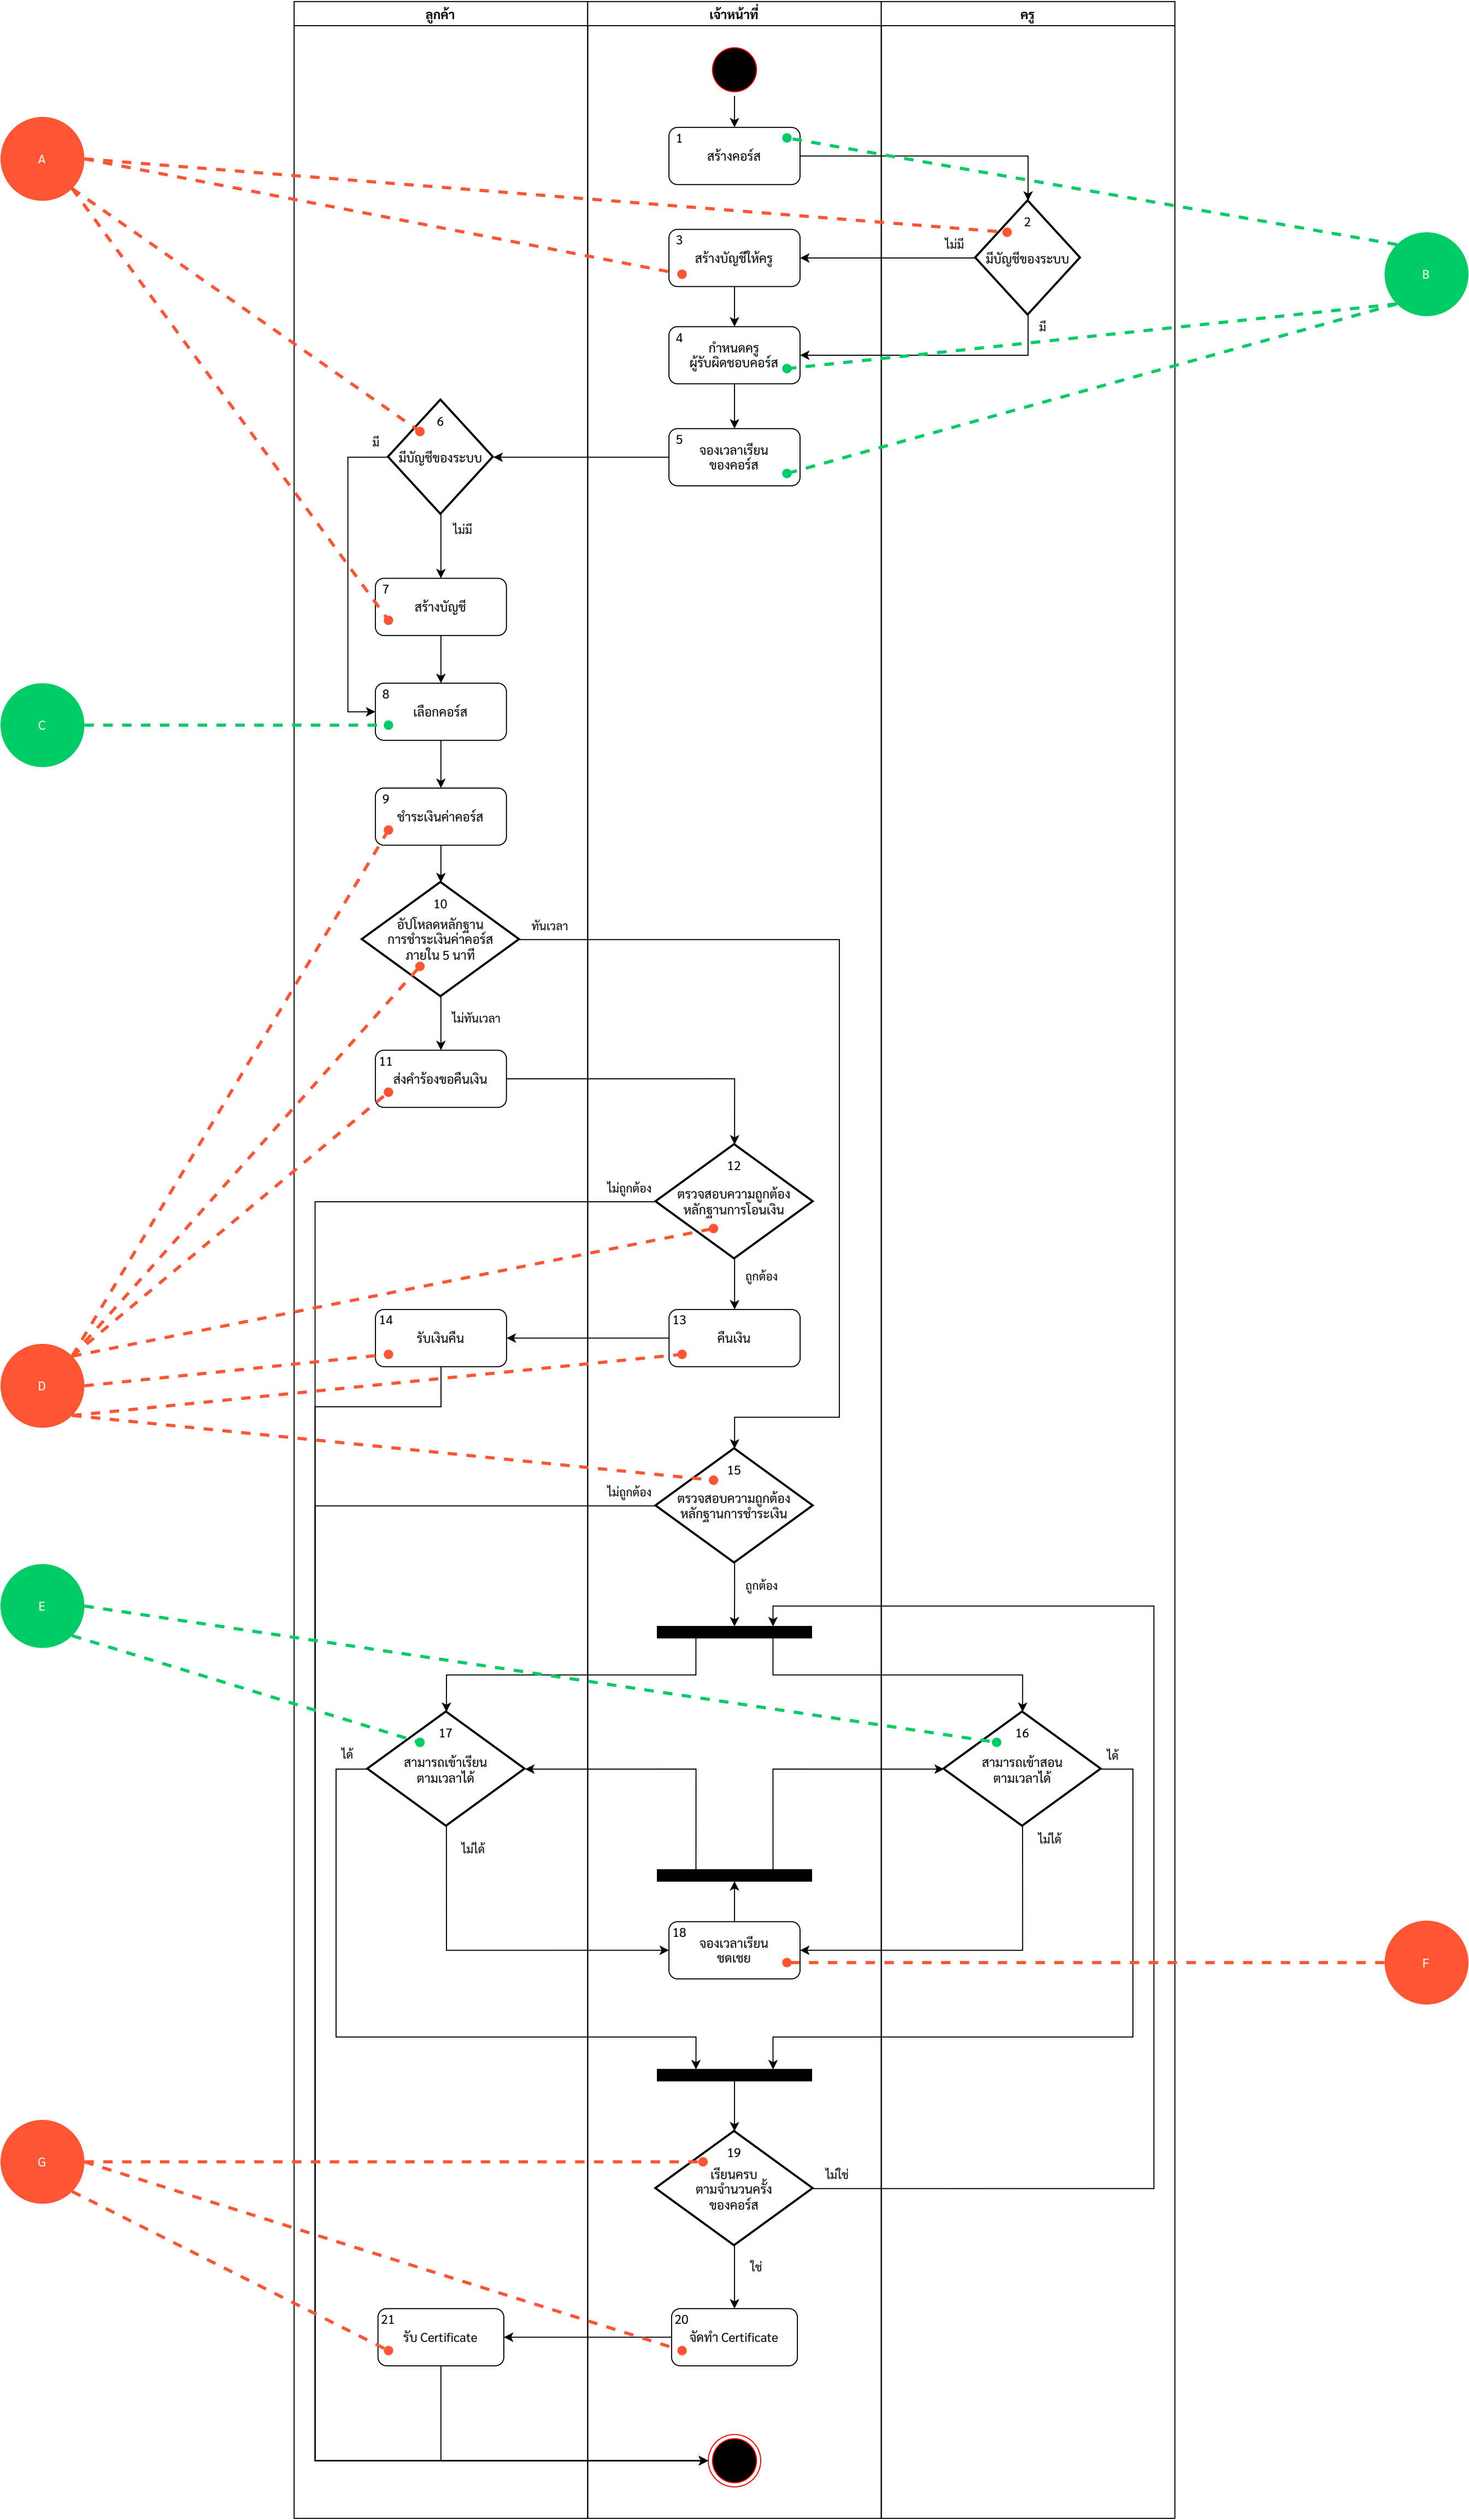 ลูกค้า
เจ้าหน้าที่
ครู
1
สร้างคอร์ส
A
2
มีบัญชีของระบบ
ไม่มี
3
สร้างบัญชีให้ครู
B
มี
4
กำหนดครู
ผู้รับผิดชอบคอร์ส
6
มีบัญชีของระบบ
มี
5
จองเวลาเรียน
ของคอร์ส
ไม่มี
7
สร้างบัญชี
8
เลือกคอร์ส
C
9
ชำระเงินค่าคอร์ส
10
อัปโหลดหลักฐาน
การชำระเงินค่าคอร์ส
ภายใน 5 นาที
ทันเวลา
ไม่ทันเวลา
11
ส่งคำร้องขอคืนเงิน
12
ตรวจสอบความถูกต้อง
หลักฐานการโอนเงิน
ไม่ถูกต้อง
ถูกต้อง
14
รับเงินคืน
13
คืนเงิน
D
15
ตรวจสอบความถูกต้อง
หลักฐานการชำระเงิน
ไม่ถูกต้อง
ถูกต้อง
E
17
สามารถเข้าเรียน
ตามเวลาได้
ได้
16
สามารถเข้าสอน
ตามเวลาได้
ได้
ไม่ได้
ไม่ได้
18
จองเวลาเรียน
ชดเชย
F
19
เรียนครบ
ตามจำนวนครั้ง
ของคอร์ส
G
ไม่ใช่
ใช่
21
รับ Certificate
20
จัดทำ Certificate